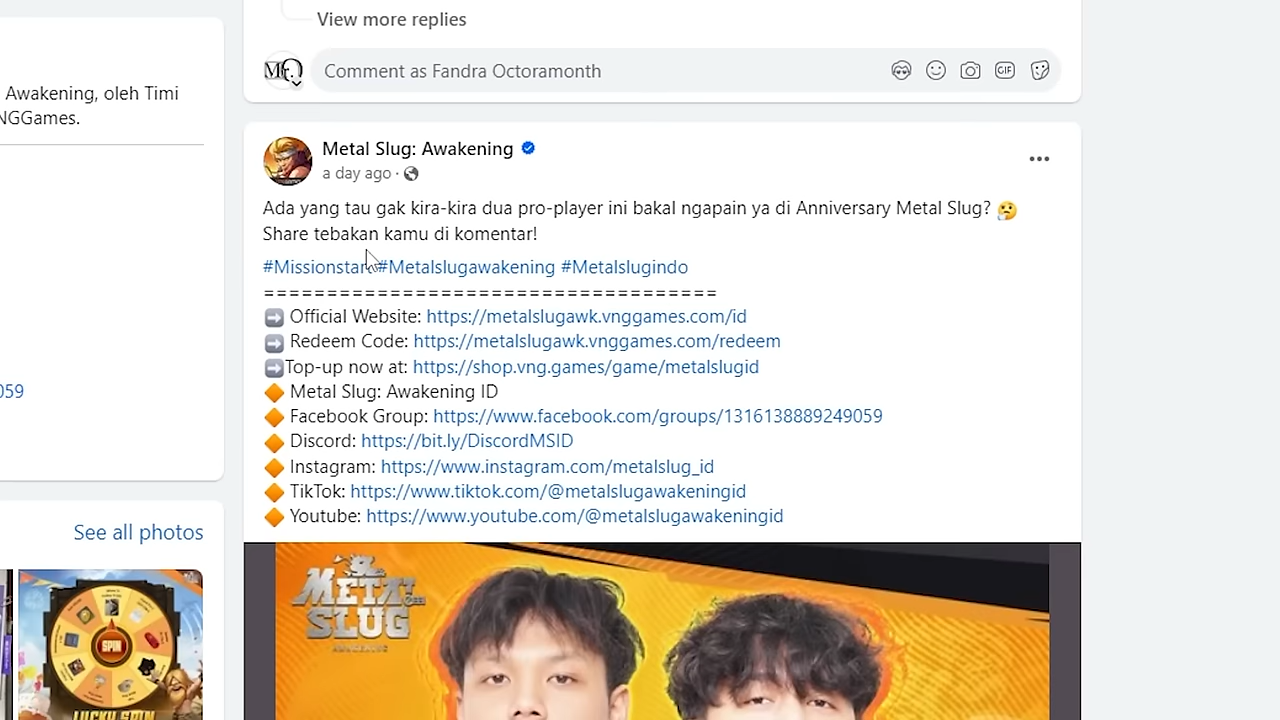 View more replies
Comment as Fandra Octoramonth
GIF
Awakening, oleh Timi
NGGames.
Metal Slug: Awakening
a day ago ·
Ada yang tau gak kira-kira dua pro-player ini bakal ngapain ya di Anniversary Metal Slug? 🤔
Share tebakan kamu di komentar!
#Missionstart #Metalslugawakening #Metalslugindo
====================================
➡️ Official Website: https://metalslugawk.vnggames.com/id
➡️ Redeem Code: https://metalslugawk.vnggames.com/redeem
➡️Top-up now at: https://shop.vng.games/game/metalslugid
🔶 Metal Slug: Awakening ID
059
🔶 Facebook Group: https://www.facebook.com/groups/1316138889249059
🔶 Discord: https://bit.ly/DiscordMSID
🔶 Instagram: https://www.instagram.com/metalslug_id
🔶 TikTok: https://www.tiktok.com/@metalslugawakeningid
🔶 Youtube: https://www.youtube.com/@metalslugawakeningid
See all photos
METAL
SLUG
AWAKENING
SPIN
LUCKY SPIN